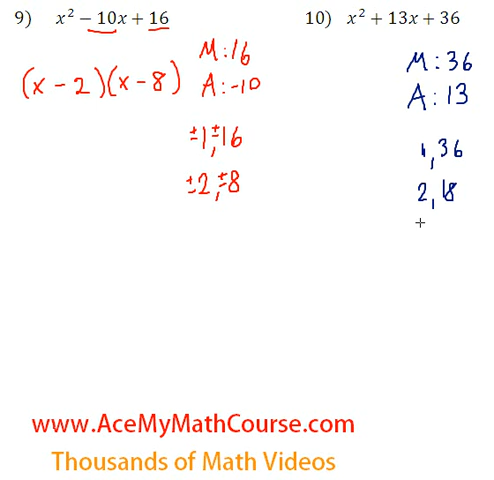 9) x² − 10x + 16
(x − 2)(x − 8)
M: 16
A: -10
±1, ±16
±2, ±8
10) x² + 13x + 36
M: 36
A: 13
1, 36
2, 18
www.AceMyMathCourse.com
Thousands of Math Videos